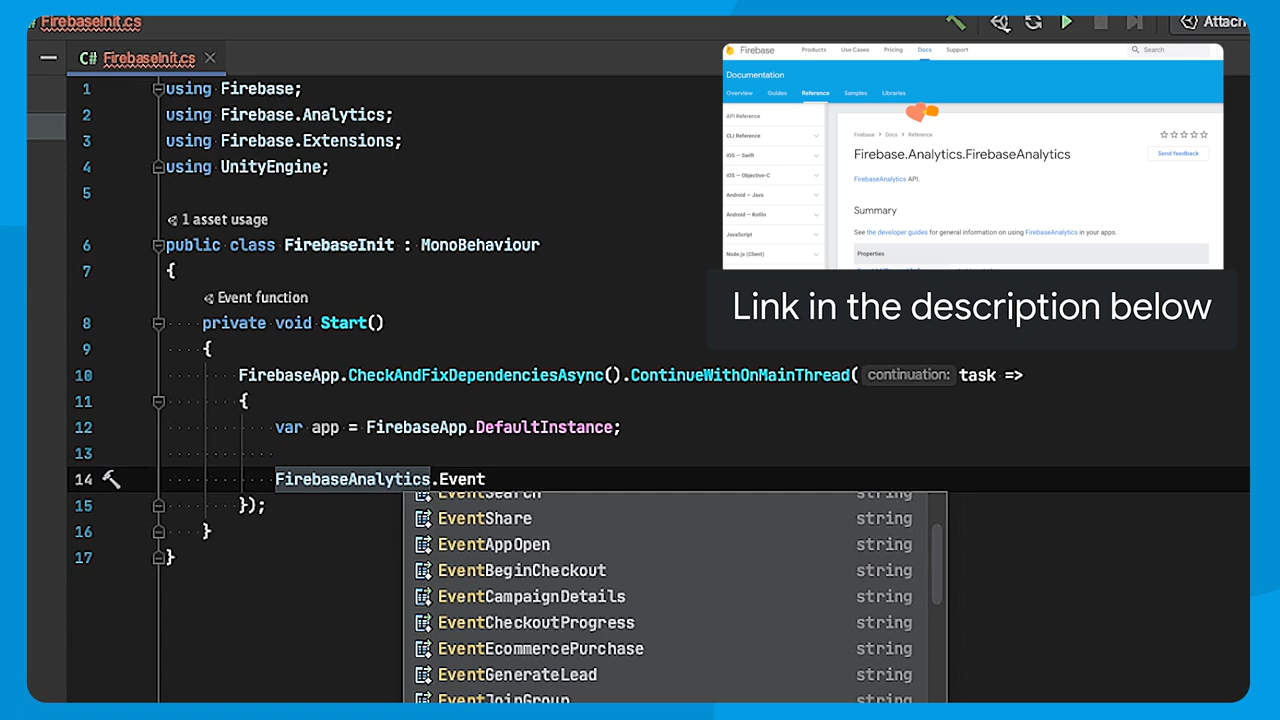 FirebaseInit.cs
Attach
C# FirebaseInit.cs
1 using Firebase;
2 using Firebase.Analytics;
3 using Firebase.Extensions;
4 using UnityEngine;
5
1 asset usage
6 public class FirebeInit : MonoBehaviour
7 {
Event function
8 private void Start()
9 {
10 FirebaseApp.CheckAndFixDependenciesAsync().ContinueWithOnMainThread( continuation: task =>
11 {
12 var app = FirebaseApp.DefaultInstance;
13
14 FirebaseAnalytics.Event
15 });
16 }
17 }
EventSearch string
EventShare string
EventAppOpen string
EventBeginCheckout string
EventCampaignDetails string
EventCheckoutProgress string
EventEcommercePurchase string
EventGenerateLead string
EventJoinGroup string
Firebase Products Use Cases Pricing Docs Support Search
Documentation
Overview Guides Reference Samples Libraries
API Reference
CLI Reference
iOS — Swift
iOS — Objective-C
Android — Java
Android — Kotlin
JavaScript
Node.js (Client)
Firebase > Docs > Reference
Firebase.Analytics.FirebaseAnalytics
Send feedback
FirebaseAnalytics API.
Summary
See the developer guides for general information on using FirebaseAnalytics in your apps.
Properties
Link in the description below